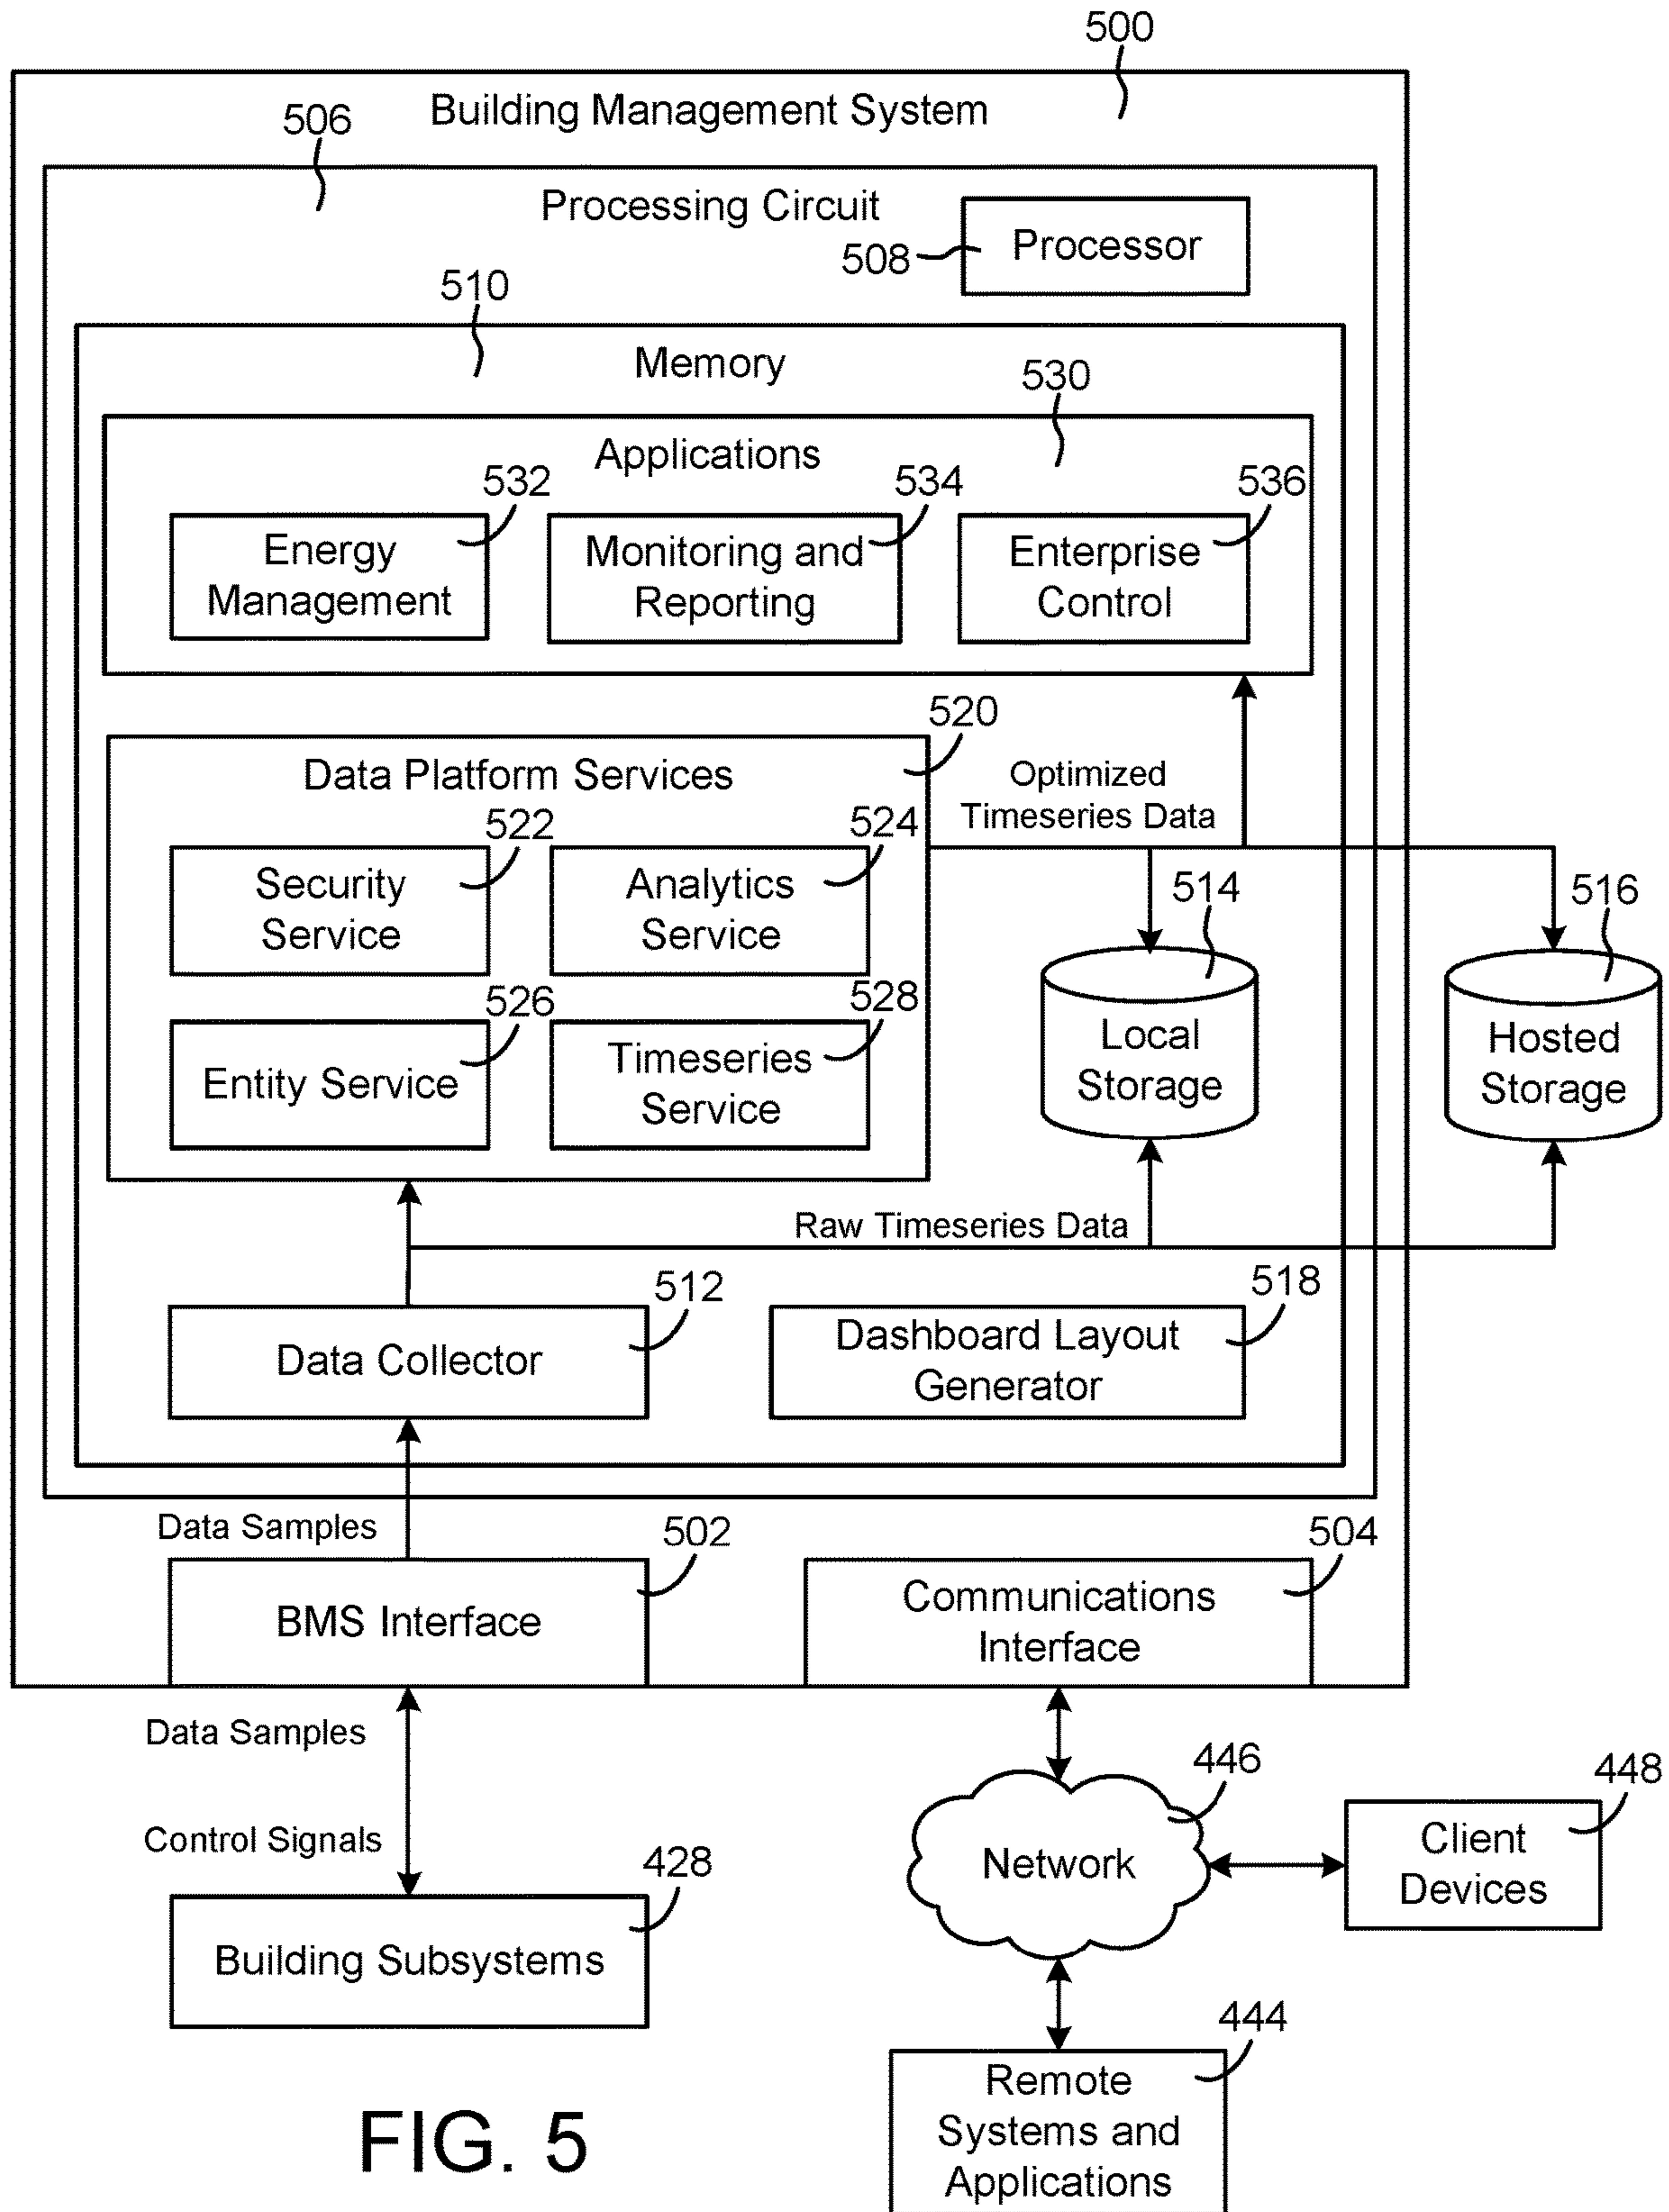 500
Building Management System
506
Processing Circuit
508
Processor
510
Memory
530
Applications
532
534
536
Energy
Management
Monitoring and
Reporting
Enterprise
Control
520
Data Platform Services
Optimized
Timeseries Data
522
524
Security
Service
Analytics
Service
514
516
526
528
Entity Service
Timeseries
Service
Local
Storage
Hosted
Storage
Raw Timeseries Data
512
518
Data Collector
Dashboard Layout
Generator
Data Samples
502
504
BMS Interface
Communications
Interface
Data Samples
446
448
Control Signals
Network
Client
Devices
428
Building Subsystems
444
Remote
Systems and
Applications
FIG. 5